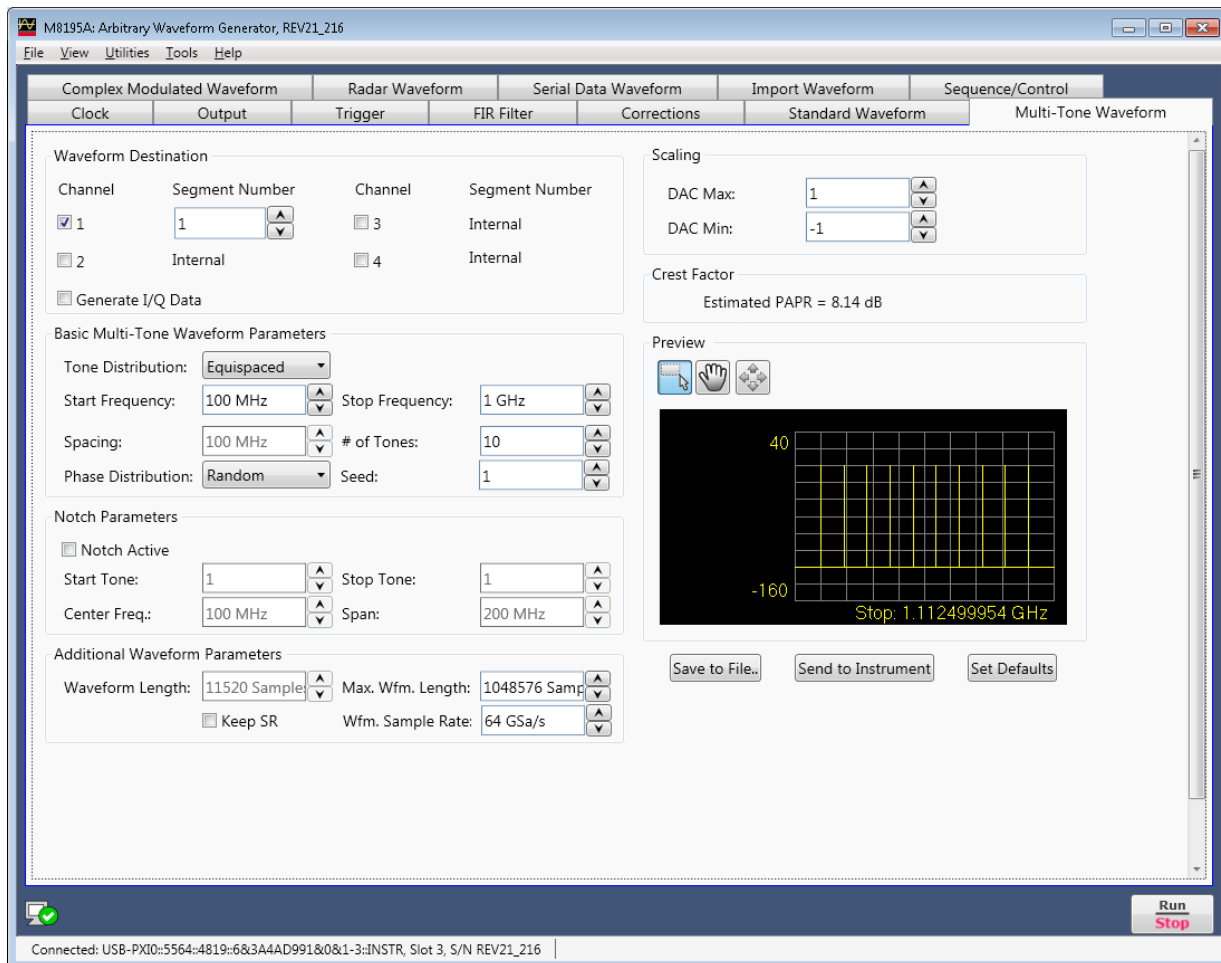 M8195A: Arbitrary Waveform Generator, REV21_216
File View Utilities Tools Help
Complex Modulated Waveform Radar Waveform Serial Data Waveform Import Waveform Sequence/Control
Clock Output Trigger FIR Filter Corrections Standard Waveform Multi-Tone Waveform
Waveform Destination
Channel Segment Number Channel Segment Number
1 1 3 Internal
2 Internal 4 Internal
Generate I/Q Data
Basic Multi-Tone Waveform Parameters
Tone Distribution: Equispaced
Start Frequency: 100 MHz Stop Frequency: 1 GHz
Spacing: 100 MHz # of Tones: 10
Phase Distribution: Random Seed: 1
Notch Parameters
Notch Active
Start Tone: 1 Stop Tone: 1
Center Freq.: 100 MHz Span: 200 MHz
Additional Waveform Parameters
Waveform Length: 11520 Samples Max. Wfm. Length: 1048576 Samp
Keep SR Wfm. Sample Rate: 64 GSa/s
Scaling
DAC Max: 1
DAC Min: -1
Crest Factor
Estimated PAPR = 8.14 dB
Preview
40
-160
Stop: 1.112499954 GHz
Save to File.. Send to Instrument Set Defaults
Run
Stop
Connected: USB-PXI0::5564::4819::6&3A4AD991&0&1-3::INSTR, Slot 3, S/N REV21_216